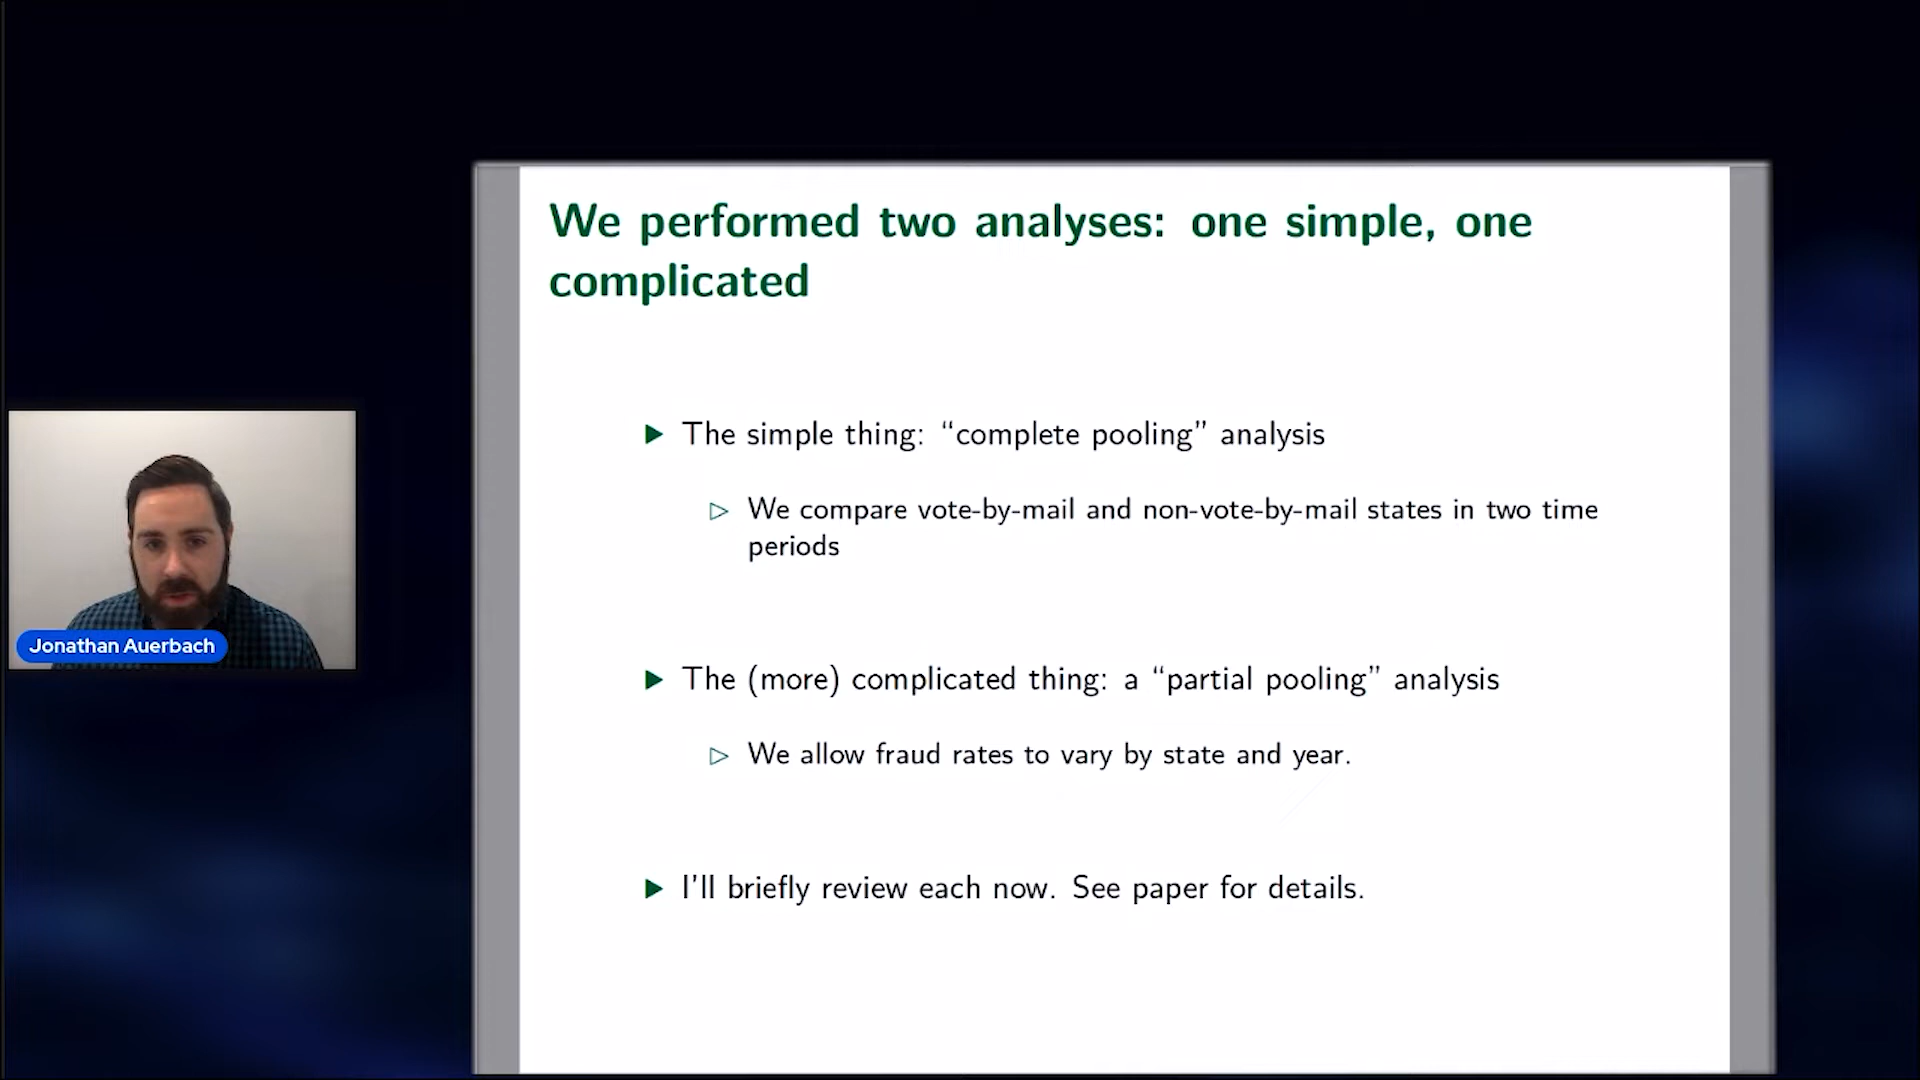 We performed two analyses: one simple, one
complicated
▶ The simple thing: “complete pooling” analysis
▷ We compare vote-by-mail and non-vote-by-mail states in two time
periods
Jonathan Auerbach
▶ The (more) complicated thing: a “partial pooling” analysis
▷ We allow fraud rates to vary by state and year.
▶ I’ll briefly review each now. See paper for details.